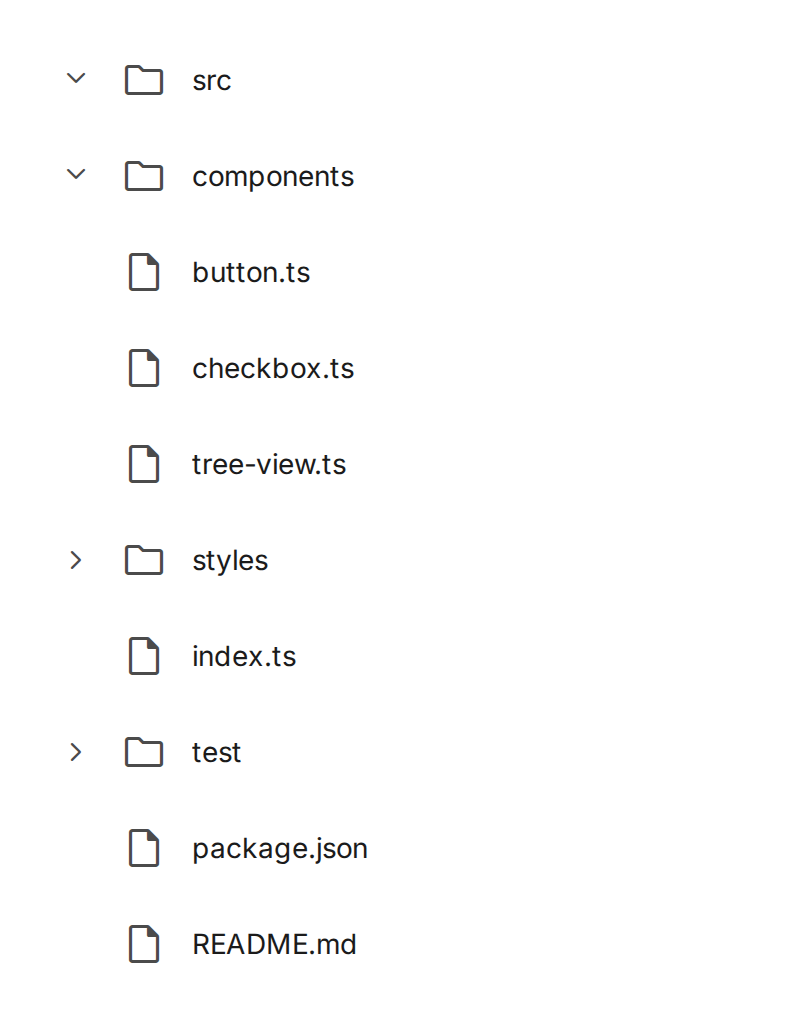 src
components
button.ts
checkbox.ts
tree-view.ts
styles
index.ts
test
package.json
README.md